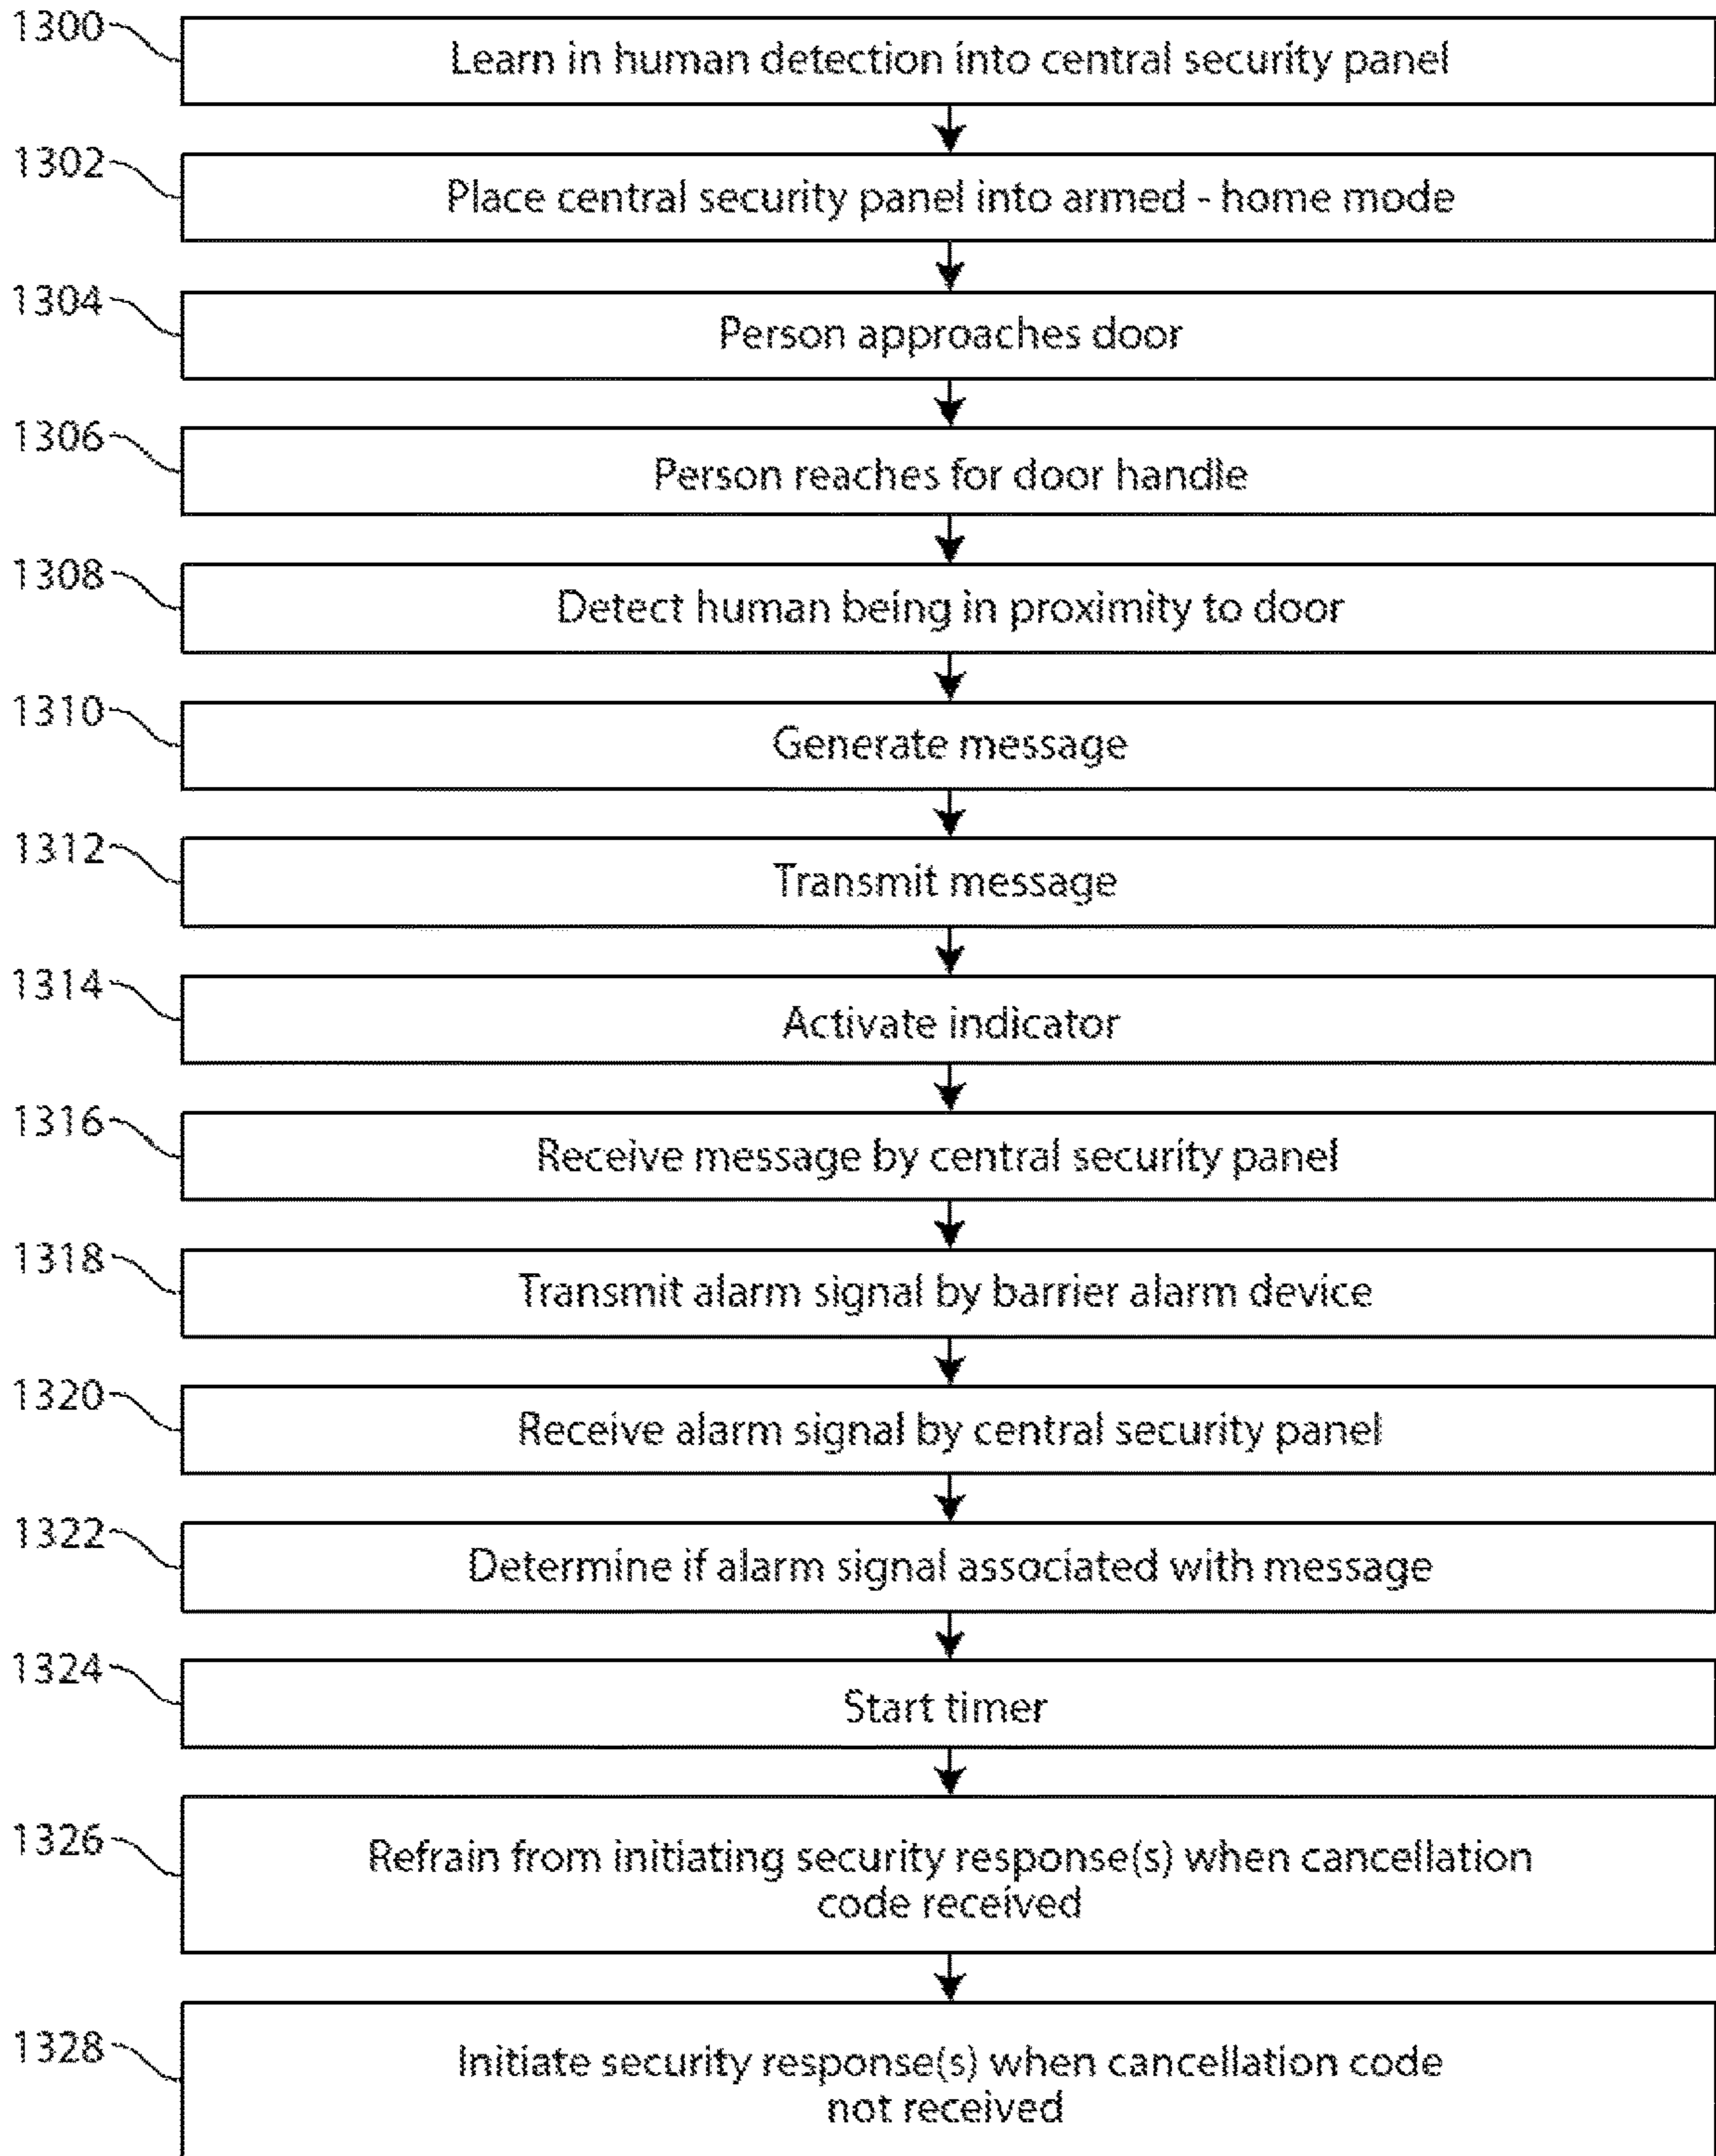 1300
Learn in human detection into central security panel
1302
Place central security panel into armed - home mode
1304
Person approaches door
1306
Person reaches for door handle
1308
Detect human being in proximity to door
1310
Generate message
1312
Transmit message
1314
Activate indicator
1316
Receive message by central security panel
1318
Transmit alarm signal by barrier alarm device
1320
Receive alarm signal by central security panel
1322
Determine if alarm signal associated with message
1324
Start timer
1326
Refrain from initiating security response(s) when cancellation
code received
1328
Initiate security response(s) when cancellation code
not received